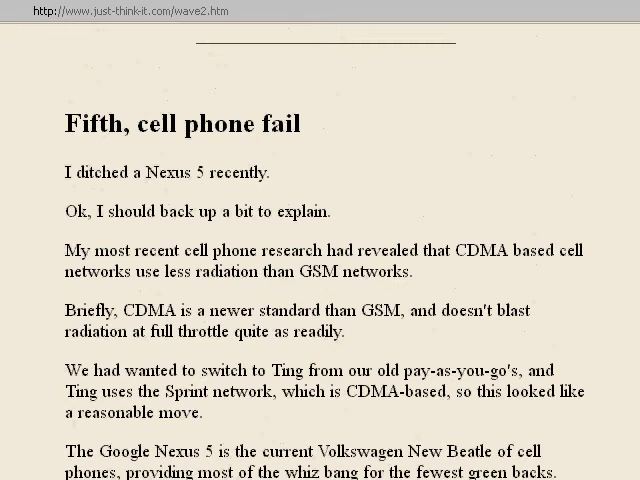 http://www.just-think-it.com/wave2.htm
Fifth, cell phone fail
I ditched a Nexus 5 recently.
Ok, I should back up a bit to explain.
My most recent cell phone research had revealed that CDMA based cell
networks use less radiation than GSM networks.
Briefly, CDMA is a newer standard than GSM, and doesn't blast
radiation at full throttle quite as readily.
We had wanted to switch to Ting from our old pay-as-you-go's, and
Ting uses the Sprint network, which is CDMA-based, so this looked like
a reasonable move.
The Google Nexus 5 is the current Volkswagen New Beatle of cell
phones, providing most of the whiz bang for the fewest green backs.